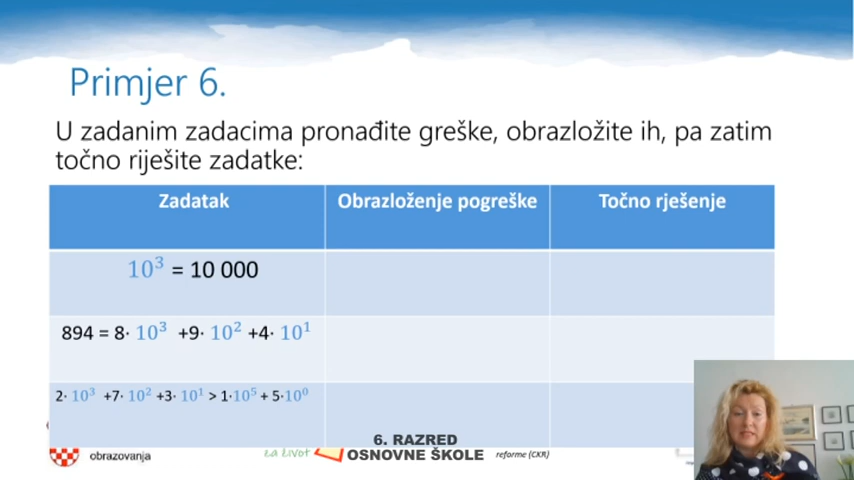 Primjer 6.
U zadanim zadacima pronađite greške, obrazložite ih, pa zatim
točno riješite zadatke:
Zadatak Obrazloženje pogreške Točno rješenje
10³ = 10 000
894 = 8· 10³ +9· 10² +4· 10¹
2· 10³ +7· 10² +3· 10¹ > 1·10⁵ + 5·10⁰
6. RAZRED
OSNOVNE ŠKOLE
obrazovanja
za život
reforme (CKR)